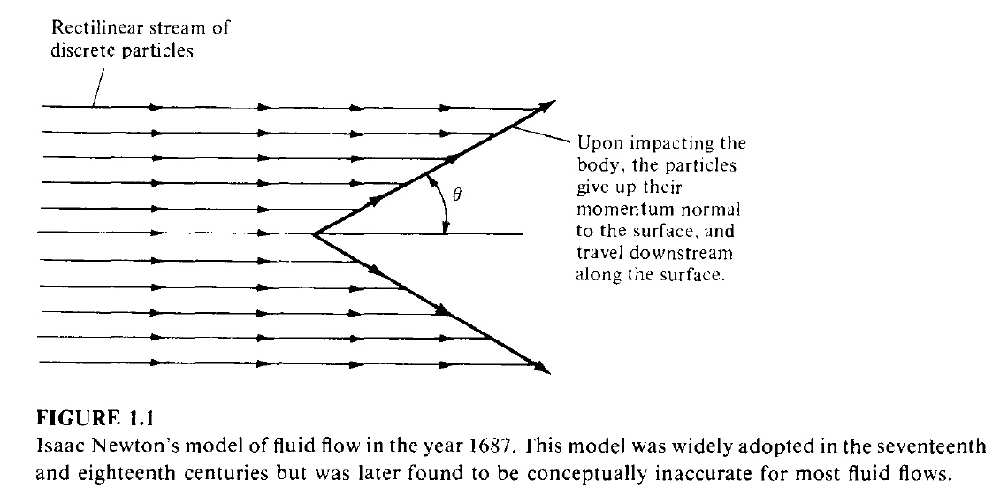 Rectilinear stream of
discrete particles
Upon impacting the
body, the particles
give up their
momentum normal
to the surface, and
travel downstream
along the surface.
θ
FIGURE 1.1
Isaac Newton's model of fluid flow in the year 1687. This model was widely adopted in the seventeenth
and eighteenth centuries but was later found to be conceptually inaccurate for most fluid flows.